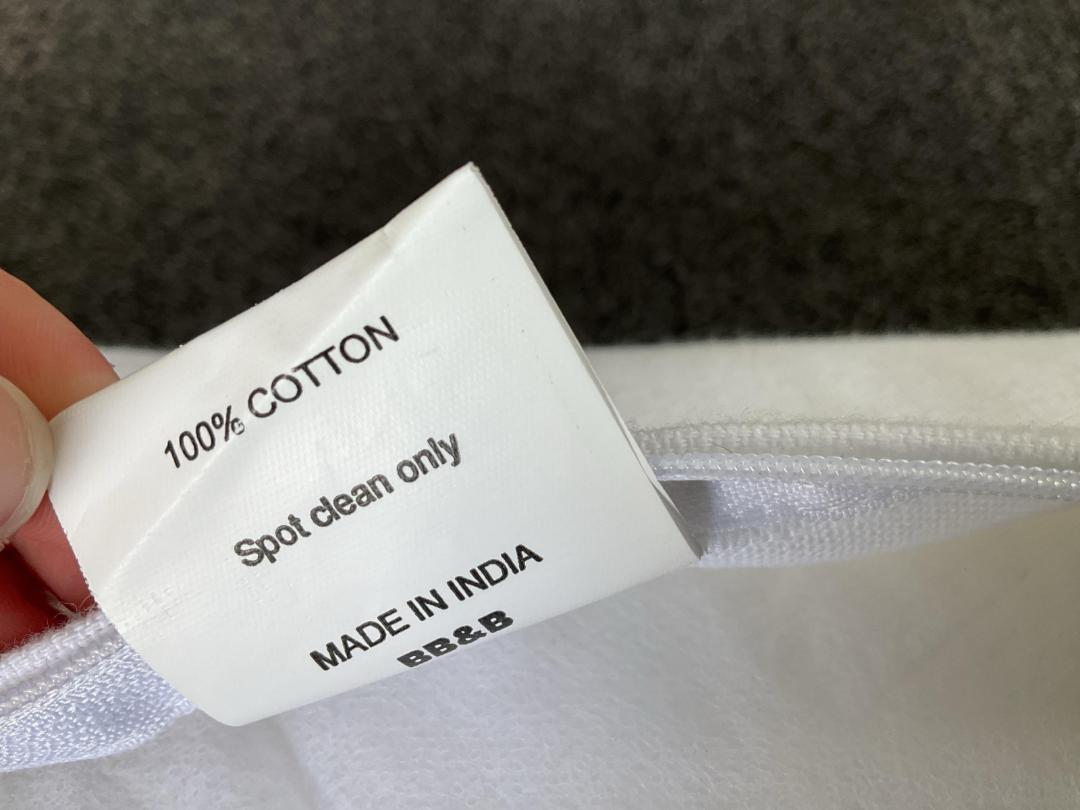 100% COTTON
Spot clean only
MADE IN INDIA
BB&B